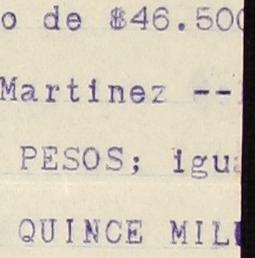 o de $46.500
Martinez --
PESOS; igua
QUINCE MIL